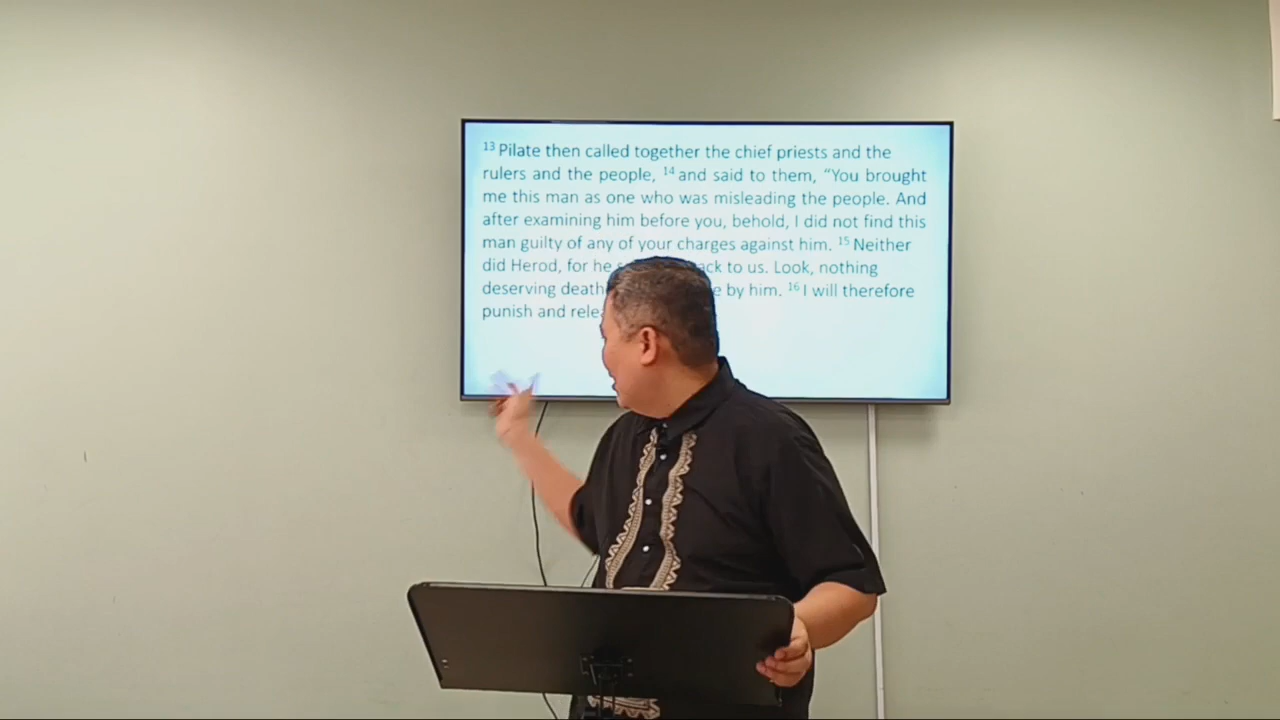 ¹³ Pilate then called together the chief priests and the
rulers and the people, ¹⁴ and said to them, “You brought
me this man as one who was misleading the people. And
after examining him before you, behold, I did not find this
man guilty of any of your charges against him. ¹⁵ Neither
did Herod, for he to us. Look, nothing
deserving death by him. ¹⁶ I will therefore
punish and